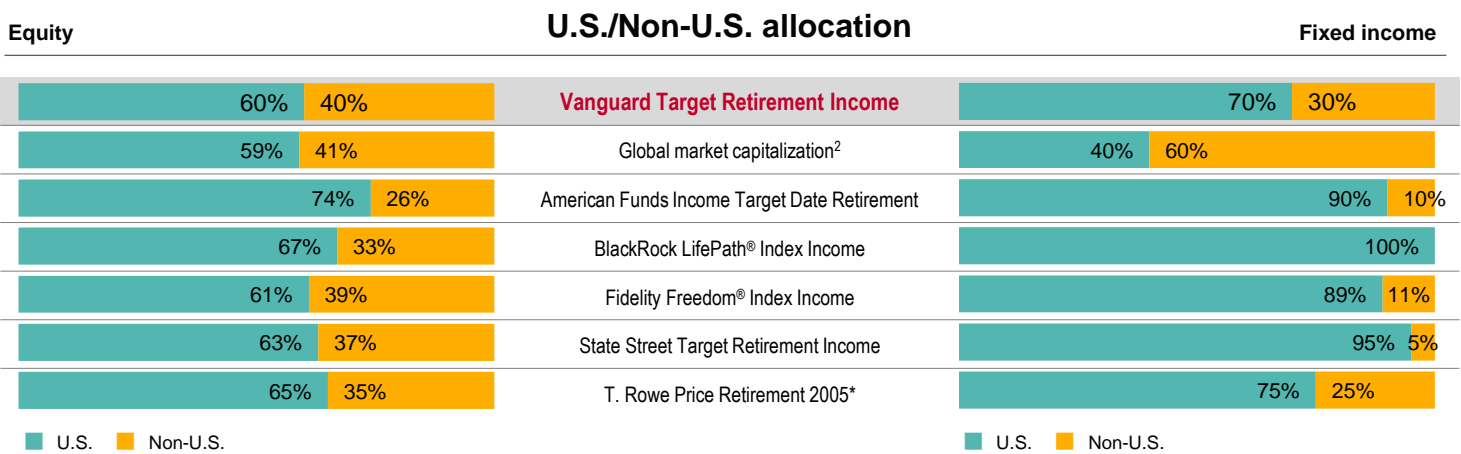 Equity U.S./Non-U.S. allocation Fixed income
60% 40% Vanguard Target Retirement Income 70% 30%
59% 41% Global market capitalization² 40% 60%
74% 26% American Funds Income Target Date Retirement 90% 10%
67% 33% BlackRock LifePath® Index Income 100%
61% 39% Fidelity Freedom® Index Income 89% 11%
63% 37% State Street Target Retirement Income 95% 5%
65% 35% T. Rowe Price Retirement 2005* 75% 25%
U.S. Non-U.S. U.S. Non-U.S.